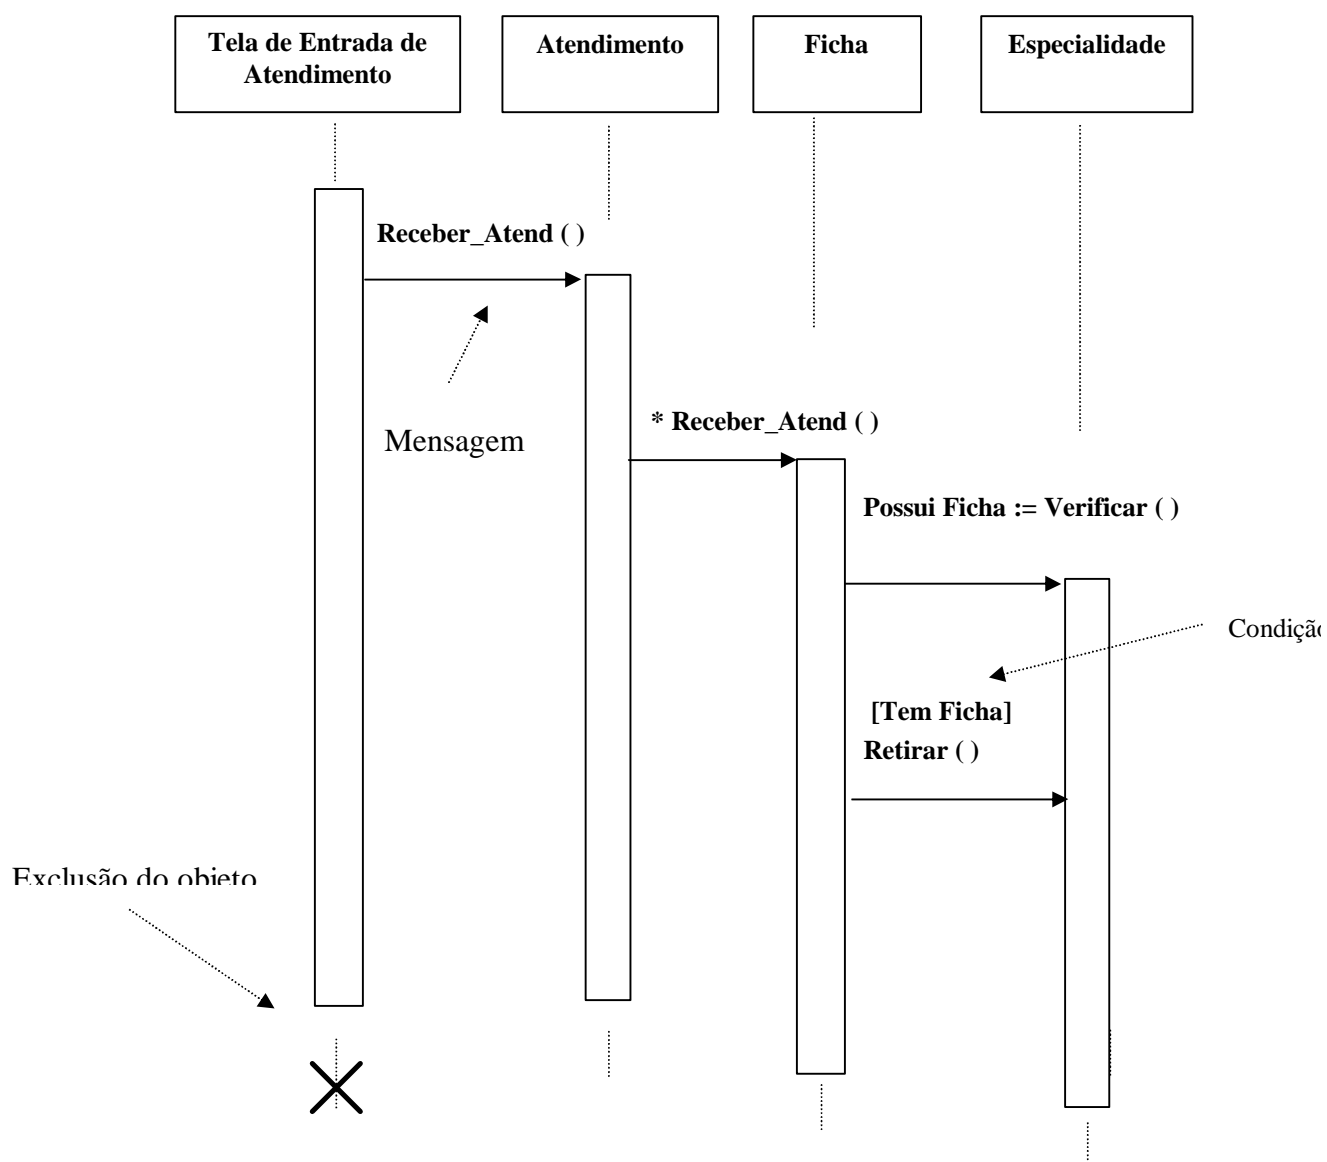 Tela de Entrada de
Atendimento
Atendimento
Ficha
Especialidade
Receber_Atend ( )
Mensagem
* Receber_Atend ( )
Possui Ficha := Verificar ( )
Condição
[Tem Ficha]
Retirar ( )
Exclusão do objeto